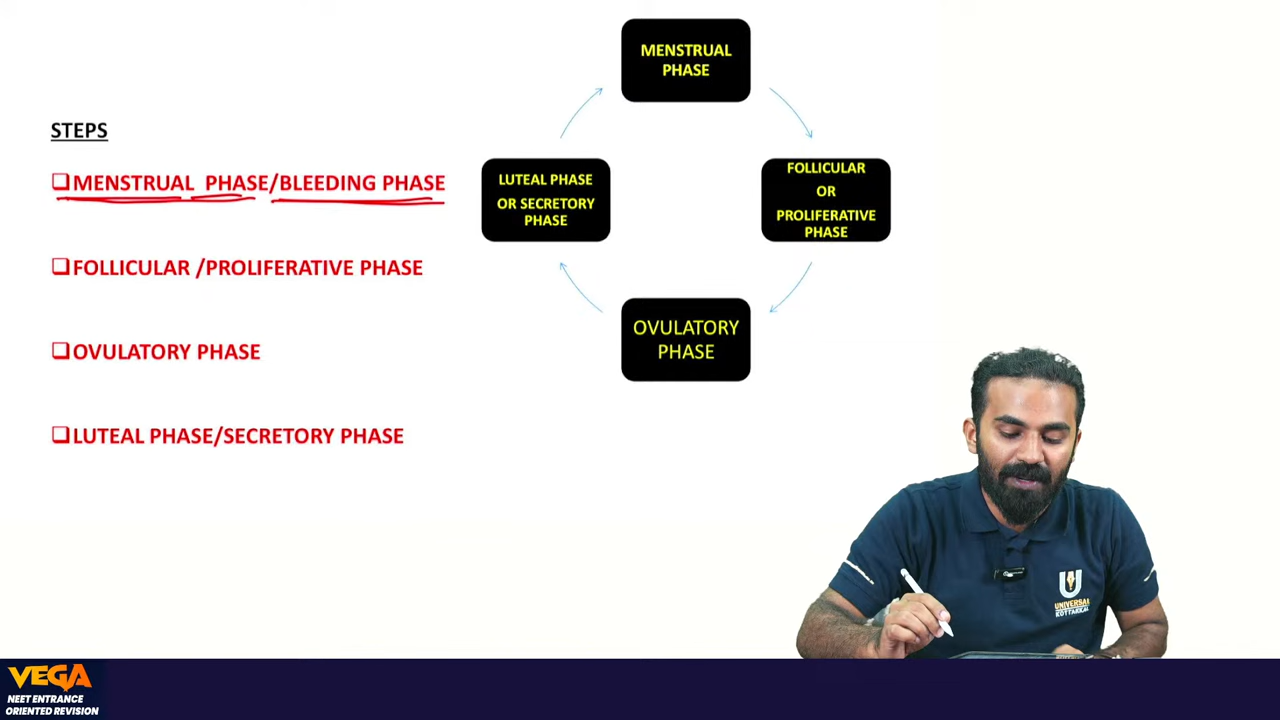 STEPS
❑MENSTRUAL PHASE/BLEEDING PHASE
❑FOLLICULAR /PROLIFERATIVE PHASE
❑OVULATORY PHASE
❑LUTEAL PHASE/SECRETORY PHASE
MENSTRUAL
PHASE
FOLLICULAR
OR
PROLIFERATIVE
PHASE
OVULATORY
PHASE
LUTEAL PHASE
OR SECRETORY
PHASE
UNIVERSAL
KOTTAKKAL
VEGA
NEET ENTRANCE
ORIENTED REVISION